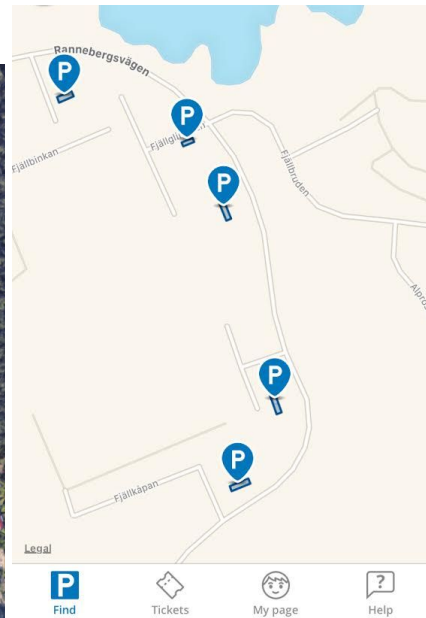 Rannebergsvägen
P
P
Fjällbinkan
P
Fjällbruden
P
P
Fjällkåpan
Legal
P
Find
Tickets
My page
?
Help